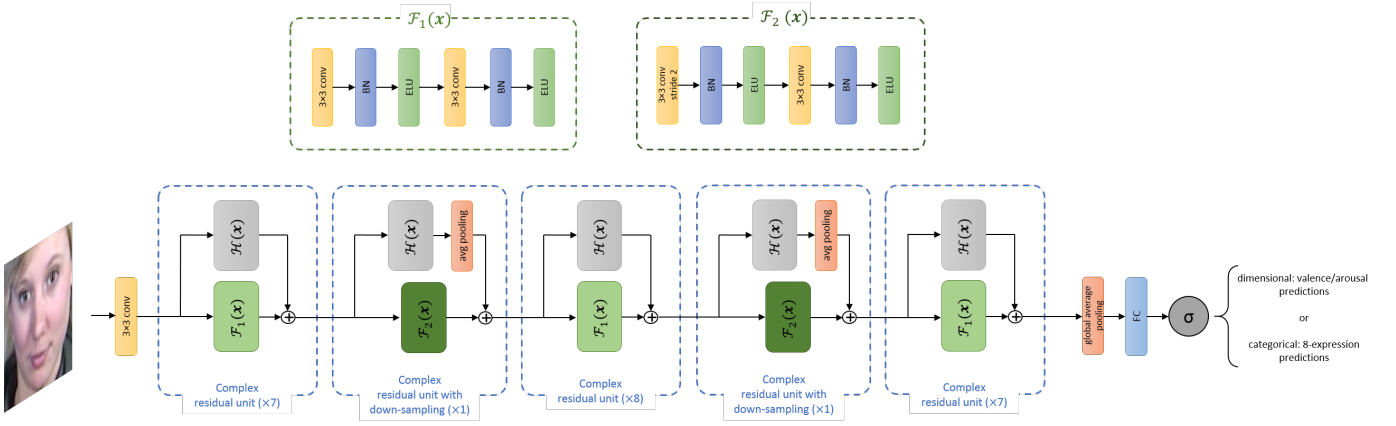 ℱ₁(𝒙)
3×3 conv
BN
ELU
3×3 conv
BN
ELU
ℱ₂(𝒙)
3×3 conv
stride 2
BN
ELU
3×3 conv
BN
ELU
3×3 conv
ℋ(𝒙)
ℱ₁(𝒙)
Complex
residual unit (×7)
ℋ(𝒙)
avg pooling
ℱ₂(𝒙)
Complex
residual unit with
down-sampling (×1)
ℋ(𝒙)
ℱ₁(𝒙)
Complex
residual unit (×8)
ℋ(𝒙)
avg pooling
ℱ₂(𝒙)
Complex
residual unit with
down-sampling (×1)
ℋ(𝒙)
ℱ₁(𝒙)
Complex
residual unit (×7)
global average
pooling
FC
σ
dimensional: valence/arousal
predictions
or
categorical: 8-expression
predictions